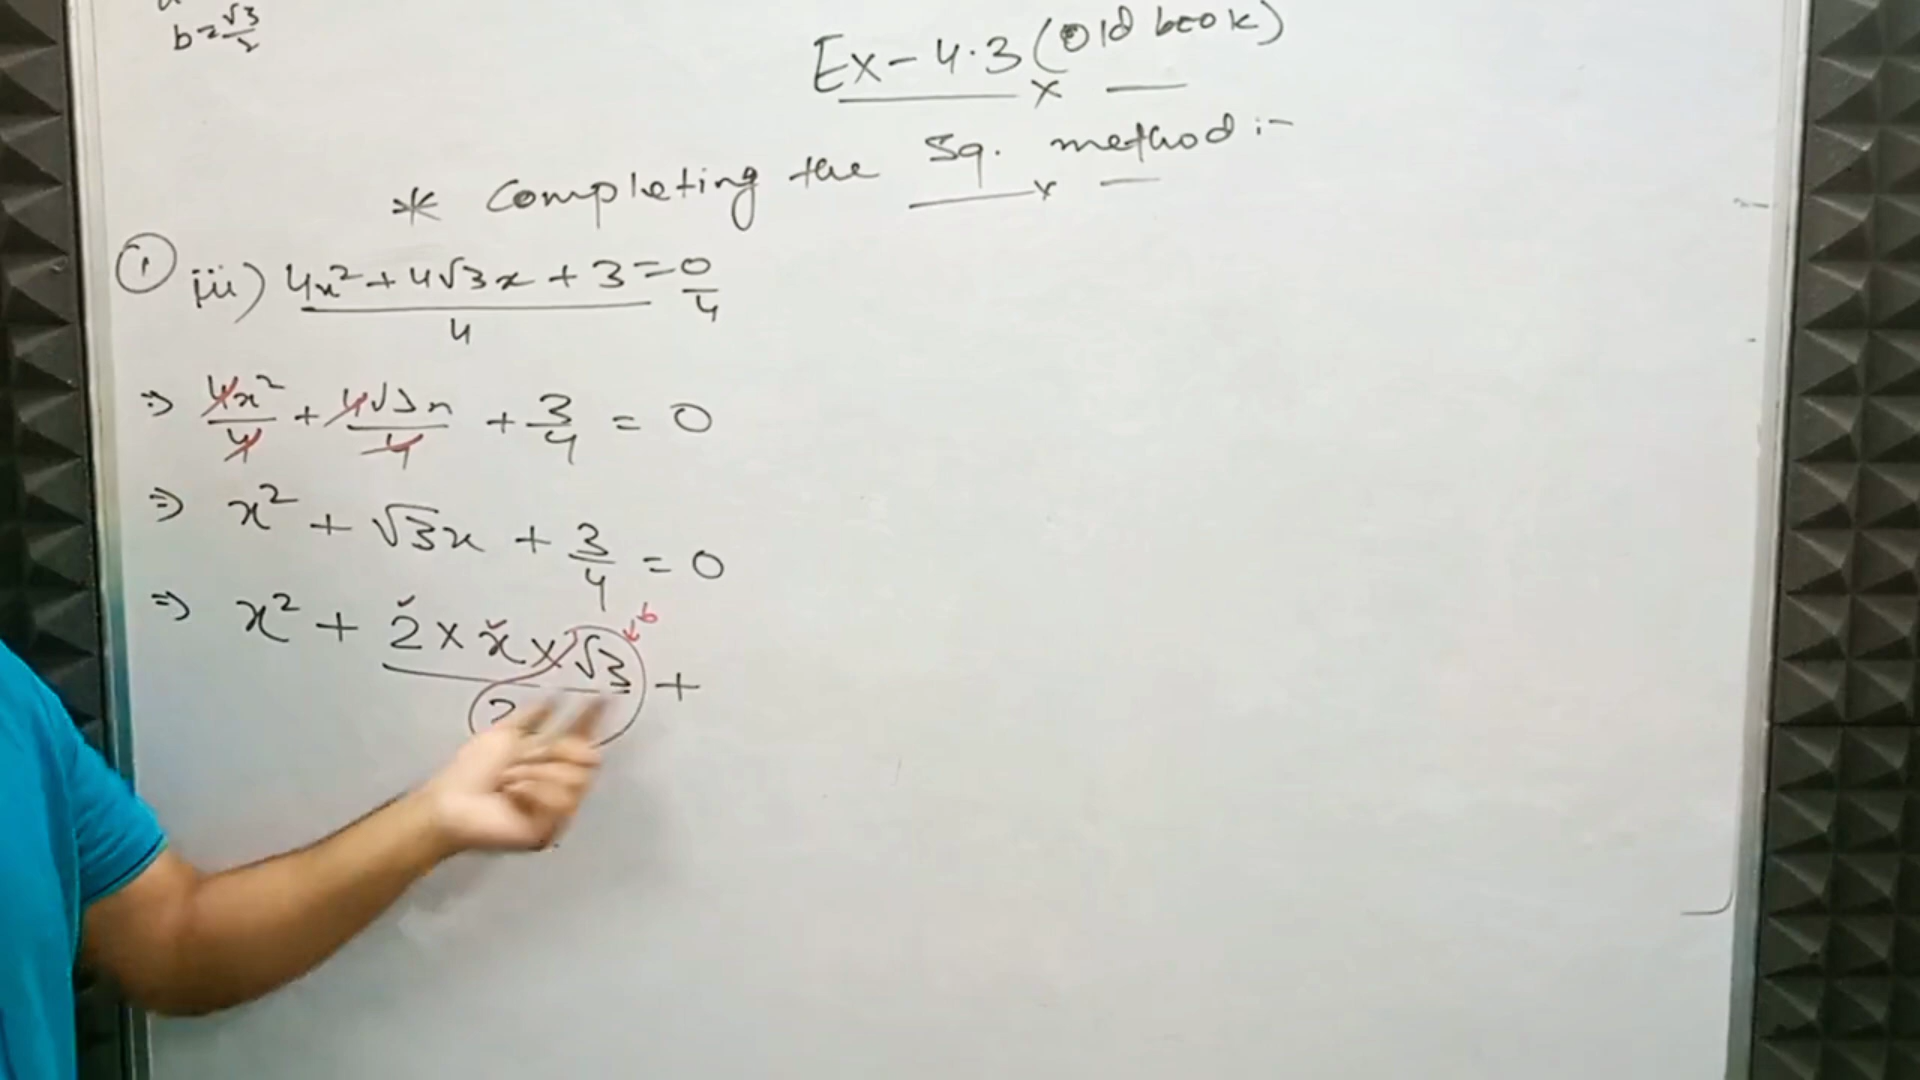 b = √3/2
Ex - 4.3 (Old book)
* Completing the Sq. method :-
① iii) 4x² + 4√3x + 3 / 4 = 0/4
⇒ 4x²/4 + 4√3x/4 + 3/4 = 0
⇒ x² + √3x + 3/4 = 0
⇒ x² + 2 × x × √3 / 2 +
b